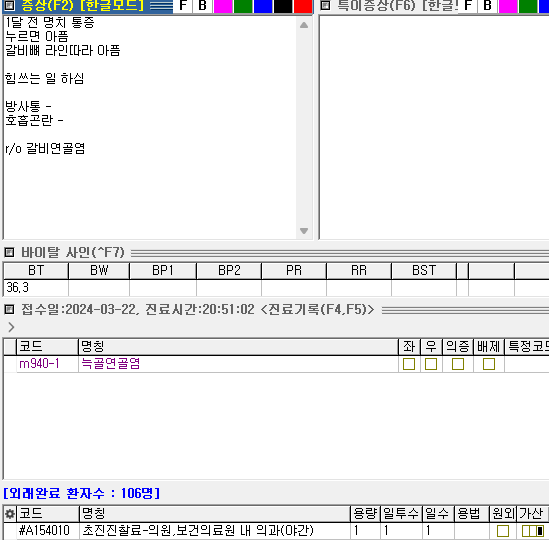 증상(F2) [한글모드] F B
특이증상(F6) [한글 F B
1달 전 명치 통증
누르면 아픔
갈비뼈 라인따라 아픔
힘쓰는 일 하심
방사통 -
호흡곤란 -
r/o 갈비연골염
바이탈 사인(^F7)
BT BW BP1 BP2 PR RR BST
36.3
접수일:2024-03-22, 진료시간:20:51:02 <진료기록(F4,F5)>
코드 명칭 좌 우 의증 배제 특정코드
m940-1 늑골연골염
[외래완료 환자수 : 106명]
코드 명칭 용량 일투수 일수 용법 원외 가산
#A154010 초진진찰료-의원,보건의료원 내 의과(야간) 1 1 1